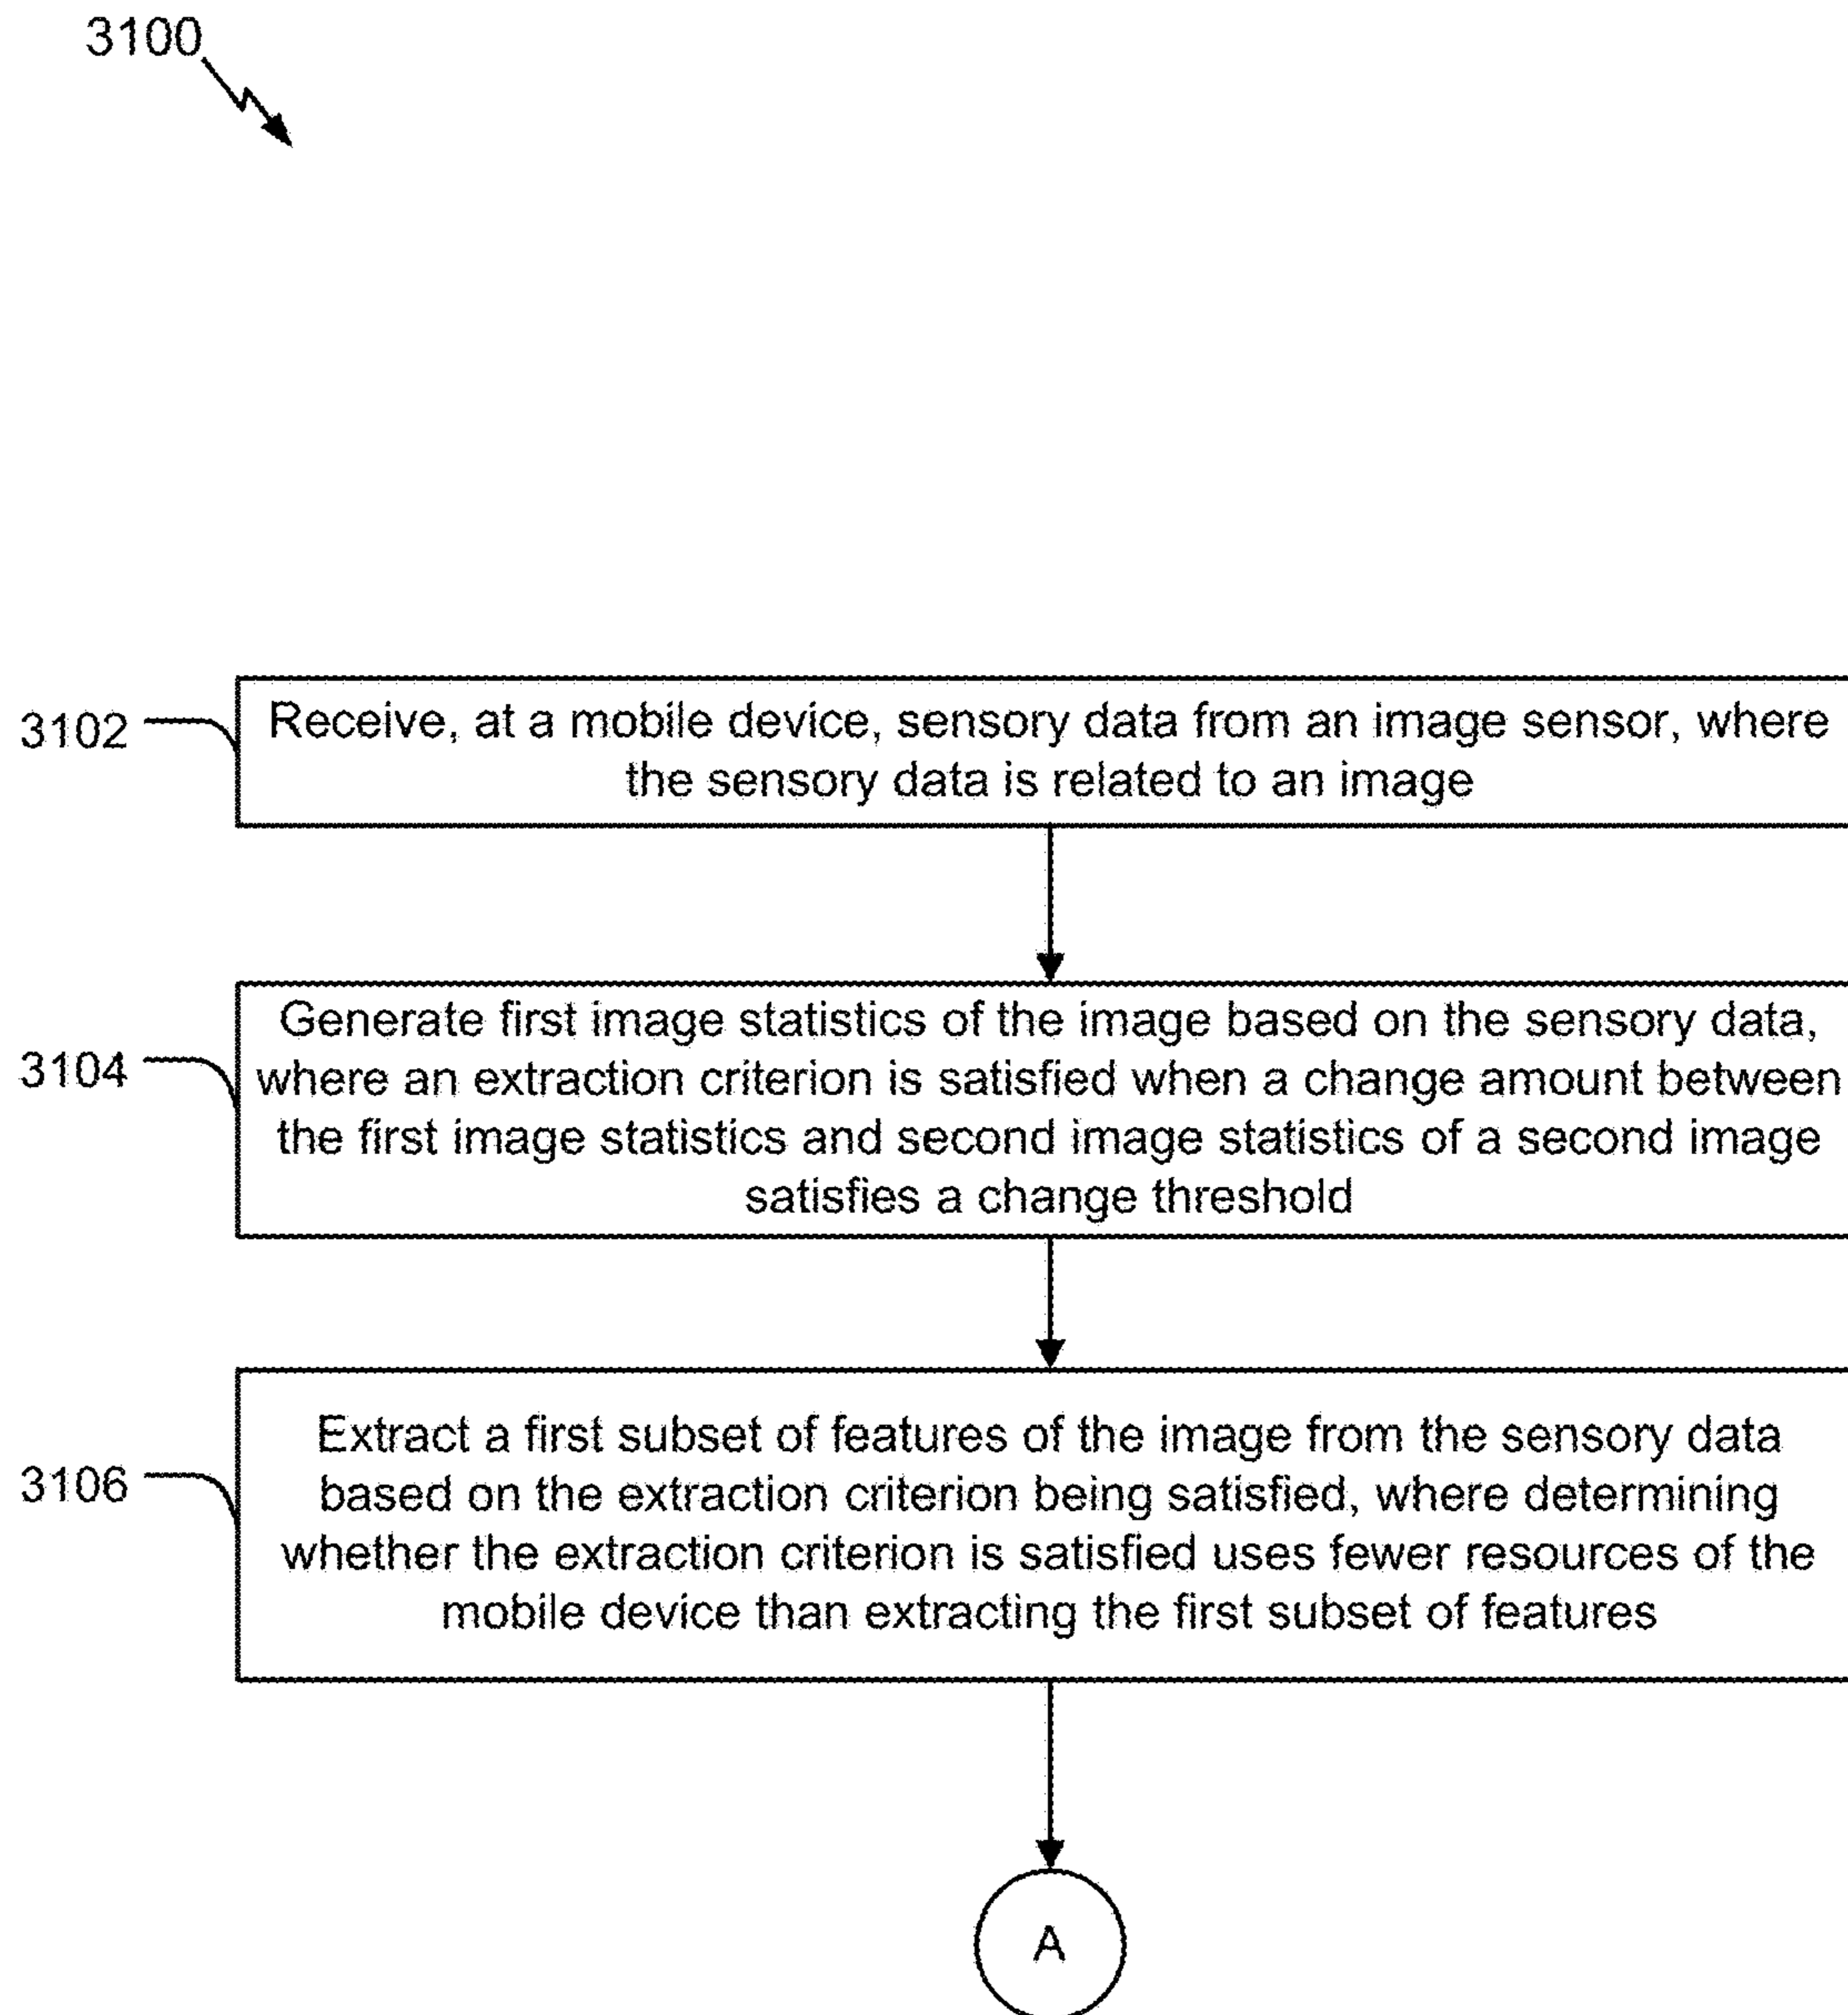 3100
3102
Receive, at a mobile device, sensory data from an image sensor, where
the sensory data is related to an image
3104
Generate first image statistics of the image based on the sensory data,
where an extraction criterion is satisfied when a change amount between
the first image statistics and second image statistics of a second image
satisfies a change threshold
3106
Extract a first subset of features of the image from the sensory data
based on the extraction criterion being satisfied, where determining
whether the extraction criterion is satisfied uses fewer resources of the
mobile device than extracting the first subset of features
A